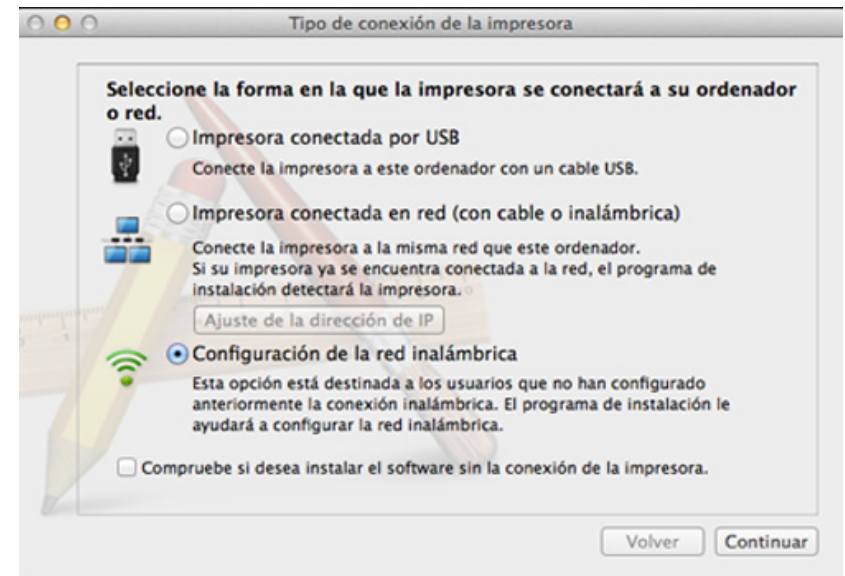 Tipo de conexión de la impresora
Seleccione la forma en la que la impresora se conectará a su ordenador
o red.
Impresora conectada por USB
Conecte la impresora a este ordenador con un cable USB.
Impresora conectada en red (con cable o inalámbrica)
Conecte la impresora a la misma red que este ordenador.
Si su impresora ya se encuentra conectada a la red, el programa de
instalación detectará la impresora.
Ajuste de la dirección de IP
Configuración de la red inalámbrica
Esta opción está destinada a los usuarios que no han configurado
anteriormente la conexión inalámbrica. El programa de instalación le
ayudará a configurar la red inalámbrica.
Compruebe si desea instalar el software sin la conexión de la impresora.
Volver Continuar